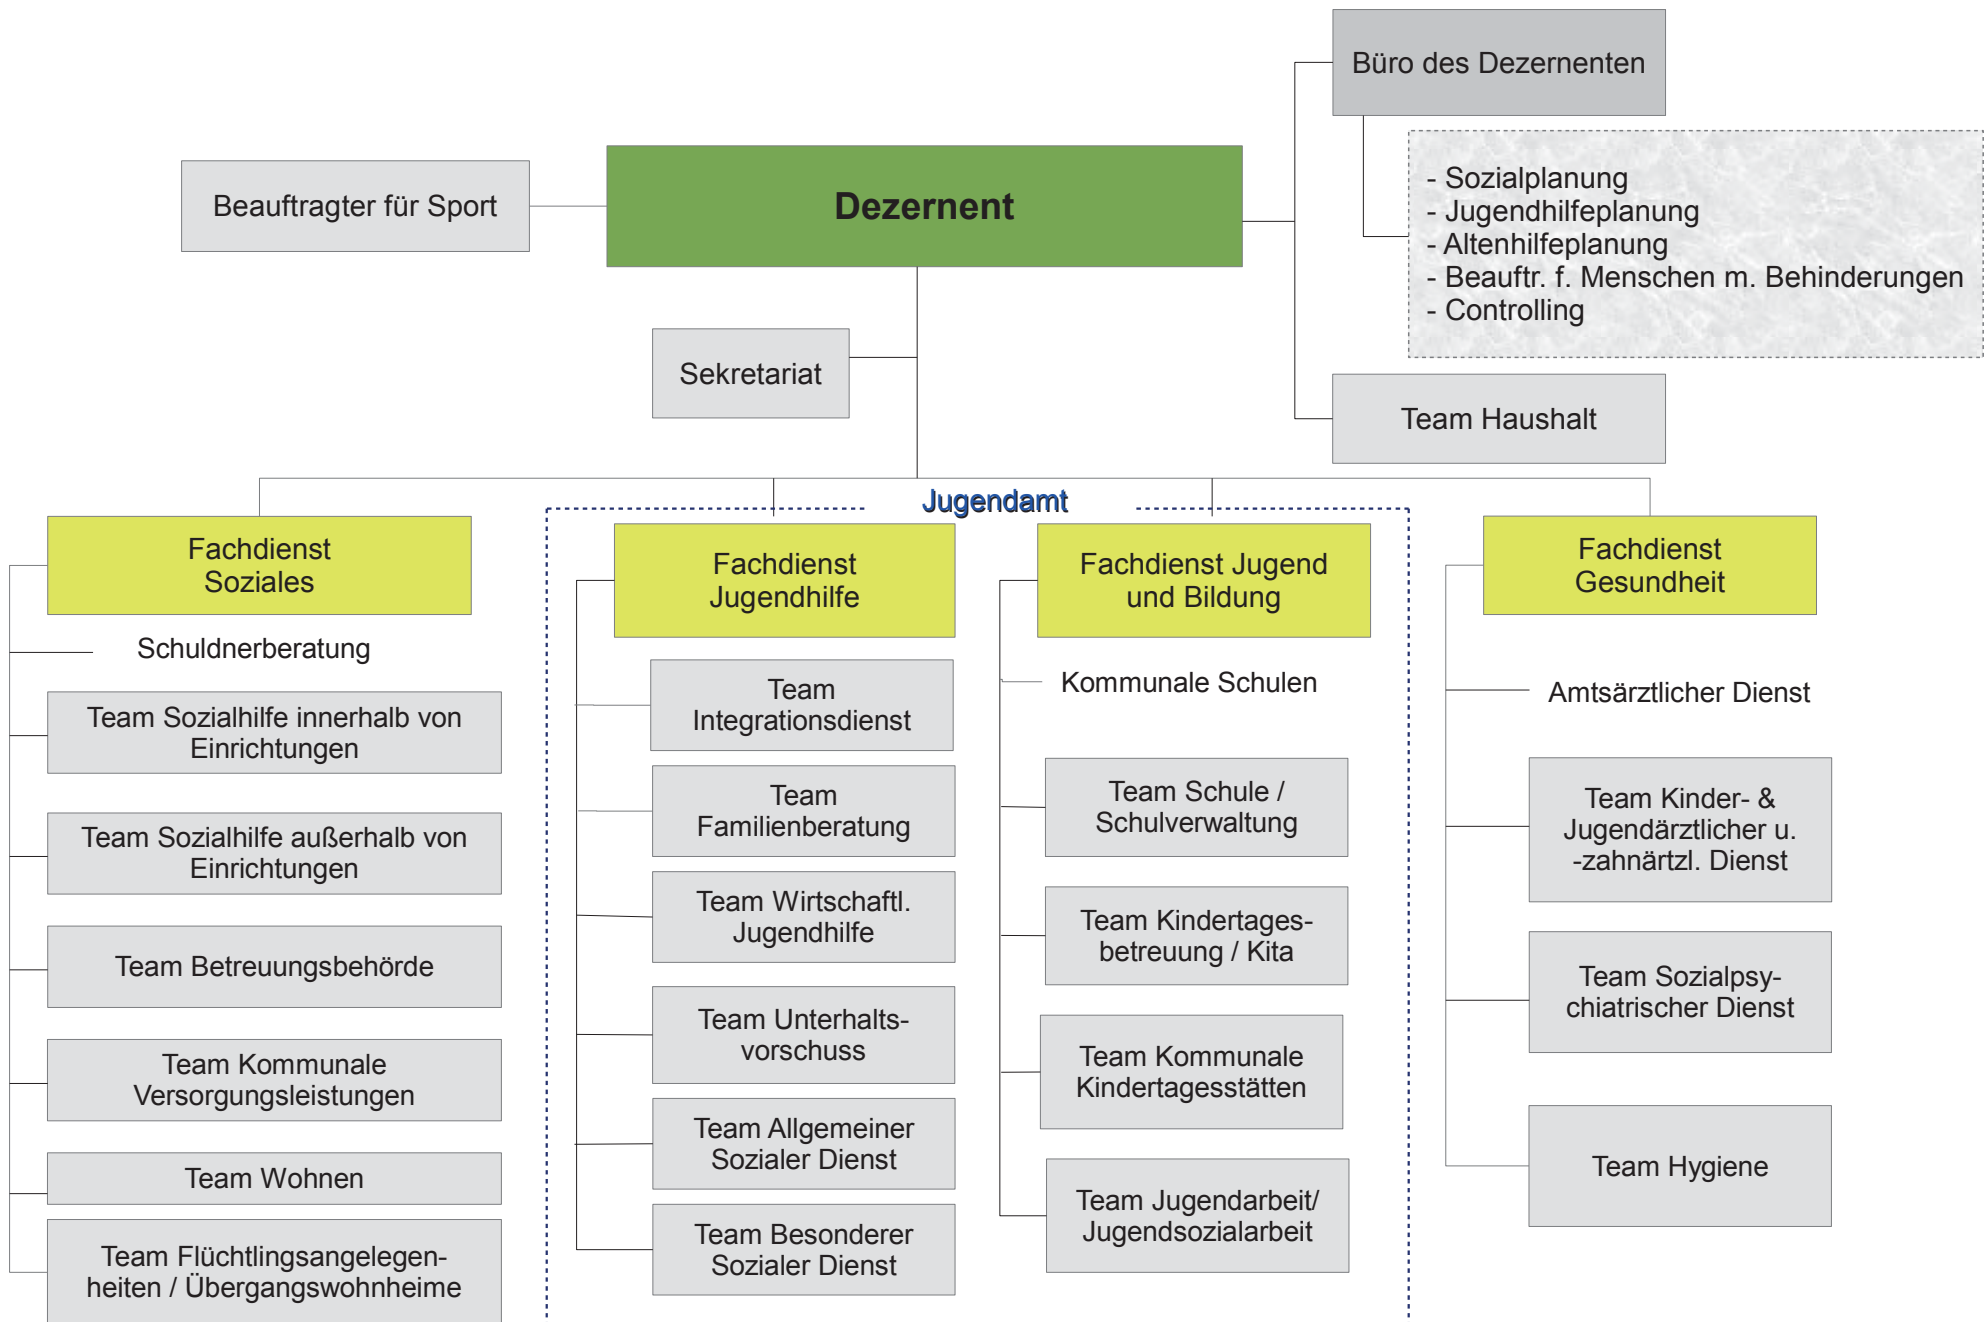 Büro des Dezernenten
- Sozialplanung
- Jugendhilfeplanung
- Altenhilfeplanung
- Beauftr. f. Menschen m. Behinderungen
- Controlling
Beauftragter für Sport
Dezernent
Sekretariat
Team Haushalt
Jugendamt
Fachdienst
Soziales
Schuldnerberatung
Team Sozialhilfe innerhalb von
Einrichtungen
Team Sozialhilfe außerhalb von
Einrichtungen
Team Betreuungsbehörde
Team Kommunale
Versorgungsleistungen
Team Wohnen
Team Flüchtlingsangelegen-
heiten / Übergangswohnheime
Fachdienst
Jugendhilfe
Team
Integrationsdienst
Team
Familienberatung
Team Wirtschaftl.
Jugendhilfe
Team Unterhalts-
vorschuss
Team Allgemeiner
Sozialer Dienst
Team Besonderer
Sozialer Dienst
Fachdienst Jugend
und Bildung
Kommunale Schulen
Team Schule /
Schulverwaltung
Team Kindertages-
betreuung / Kita
Team Kommunale
Kindertagesstätten
Team Jugendarbeit/
Jugendsozialarbeit
Fachdienst
Gesundheit
Amtsärztlicher Dienst
Team Kinder- &
Jugendärztlicher u.
-zahnärtzl. Dienst
Team Sozialpsy-
chiatrischer Dienst
Team Hygiene